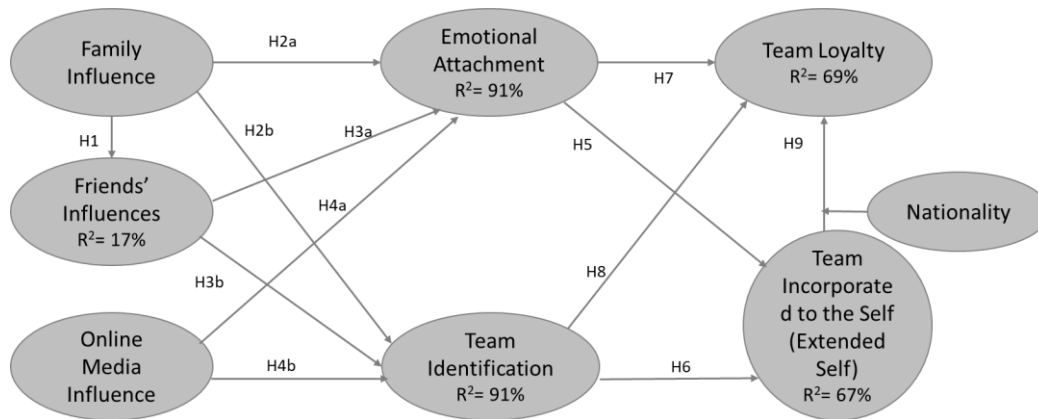 Family
Influence
H2a
Emotional
Attachment
R²= 91%
H7
Team Loyalty
R²= 69%
H1
H2b
H3a
H5
H9
Friends'
Influences
R²= 17%
H4a
Nationality
H3b
H8
Team
Incorporate
d to the Self
(Extended
Self)
R²= 67%
Online
Media
Influence
H4b
Team
Identification
R²= 91%
H6